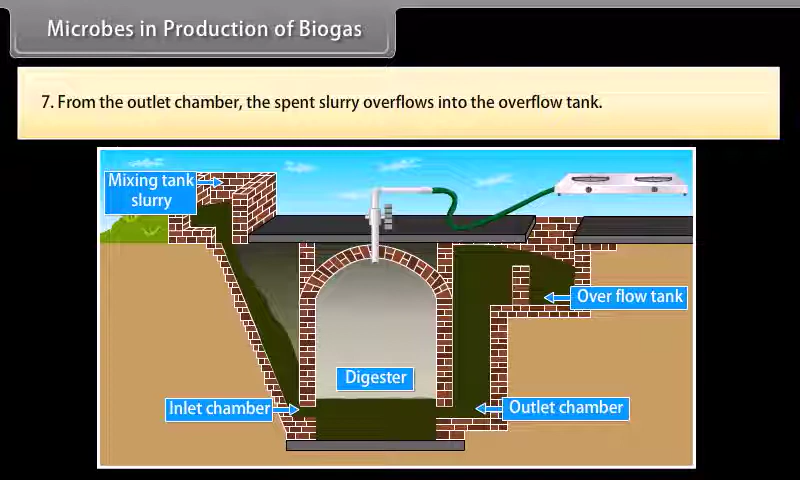 Microbes in Production of Biogas
7. From the outlet chamber, the spent slurry overflows into the overflow tank.
Mixing tank
slurry
Over flow tank
Digester
Inlet chamber
Outlet chamber